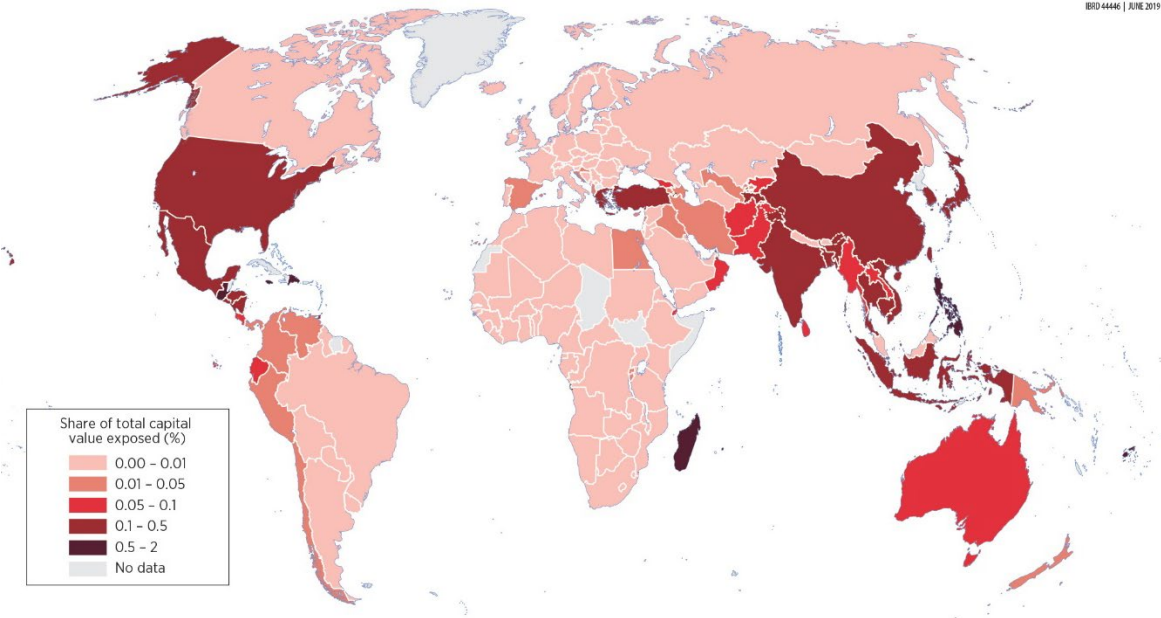 IBRD 44446 | JUNE 2019
Share of total capital
value exposed (%)
0.00 – 0.01
0.01 – 0.05
0.05 – 0.1
0.1 – 0.5
0.5 – 2
No data